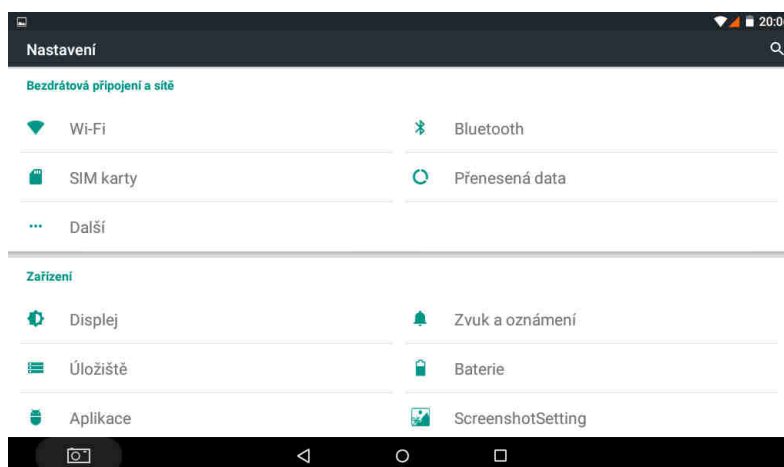 20:0
Nastavení
Bezdrátová připojení a sítě
Wi-Fi
Bluetooth
SIM karty
Přenesená data
Další
Zařízení
Displej
Zvuk a oznámení
Úložiště
Baterie
Aplikace
ScreenshotSetting